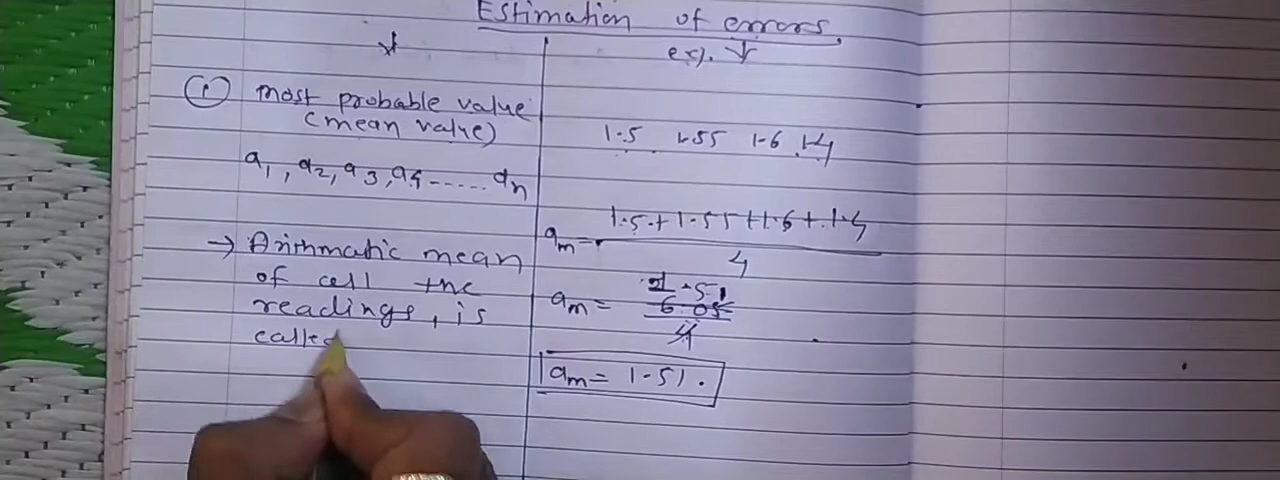 Estimation of errors.
ex.
① most probable value
(mean value)
a1, a2, a3, a4 ----- an
→ Arithmatic mean
of all the
readings, is
called
1.5 1.55 1.6 1.4
am = 1.5 + 1.55 + 1.6 + 1.4
4
am = 6.05
4
am = 1.51.